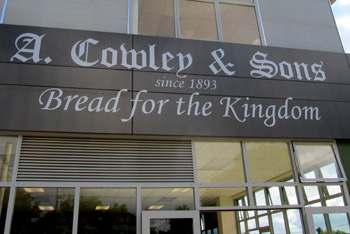 A. Cowley & Sons
since 1893
Bread for the Kingdom